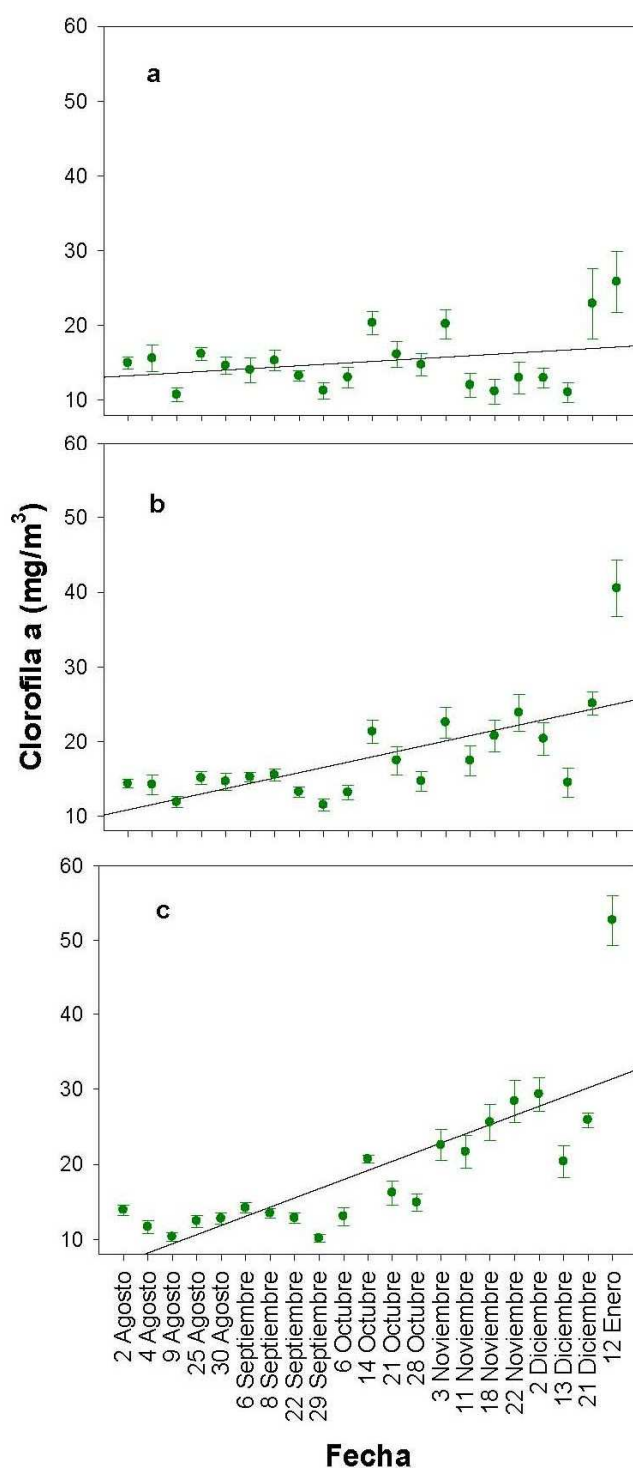 60
a
50
40
30
20
10
60
b
50
40
30
20
10
Clorofila a (mg/m³)
60
c
50
40
30
20
10
2 Agosto
4 Agosto
9 Agosto
25 Agosto
30 Agosto
6 Septiembre
8 Septiembre
22 Septiembre
29 Septiembre
6 Octubre
14 Octubre
21 Octubre
28 Octubre
3 Noviembre
11 Noviembre
18 Noviembre
22 Noviembre
2 Diciembre
13 Diciembre
21 Diciembre
12 Enero
Fecha